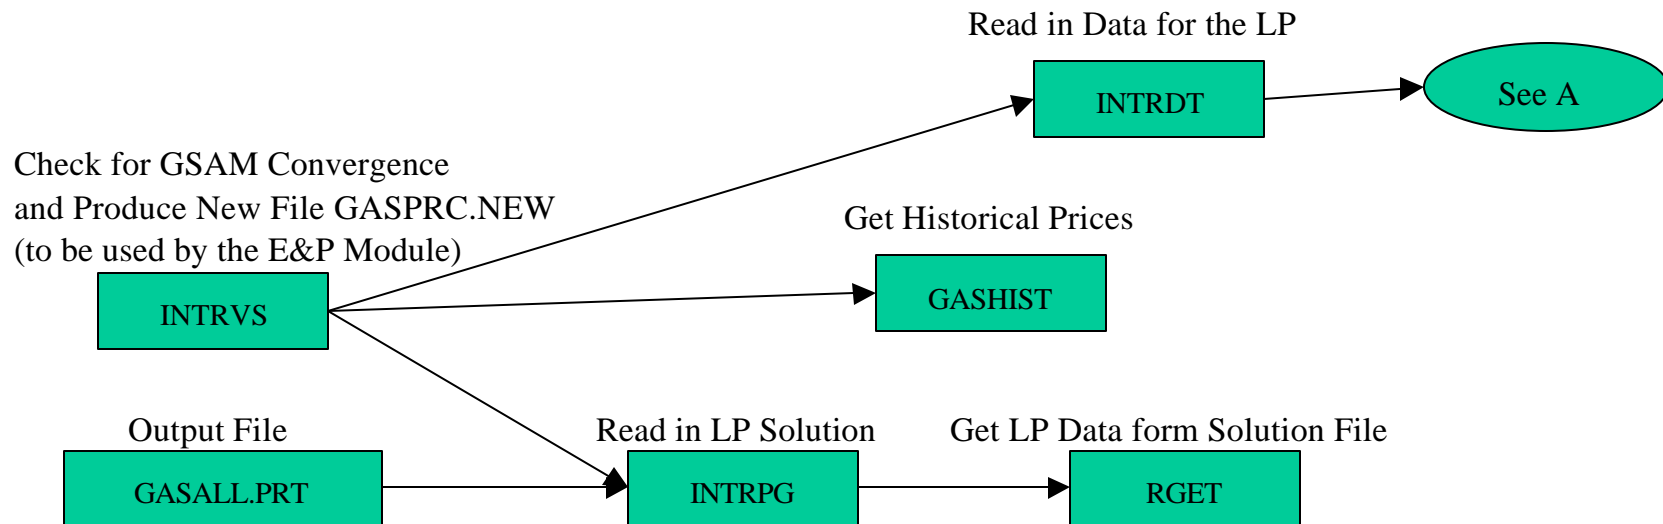 Read in Data for the LP
INTRDT
See A
Check for GSAM Convergence
and Produce New File GASPRC.NEW
(to be used by the E&P Module)
INTRVS
Get Historical Prices
GASHIST
Output File
GASALL.PRT
Read in LP Solution
INTRPG
Get LP Data form Solution File
RGET